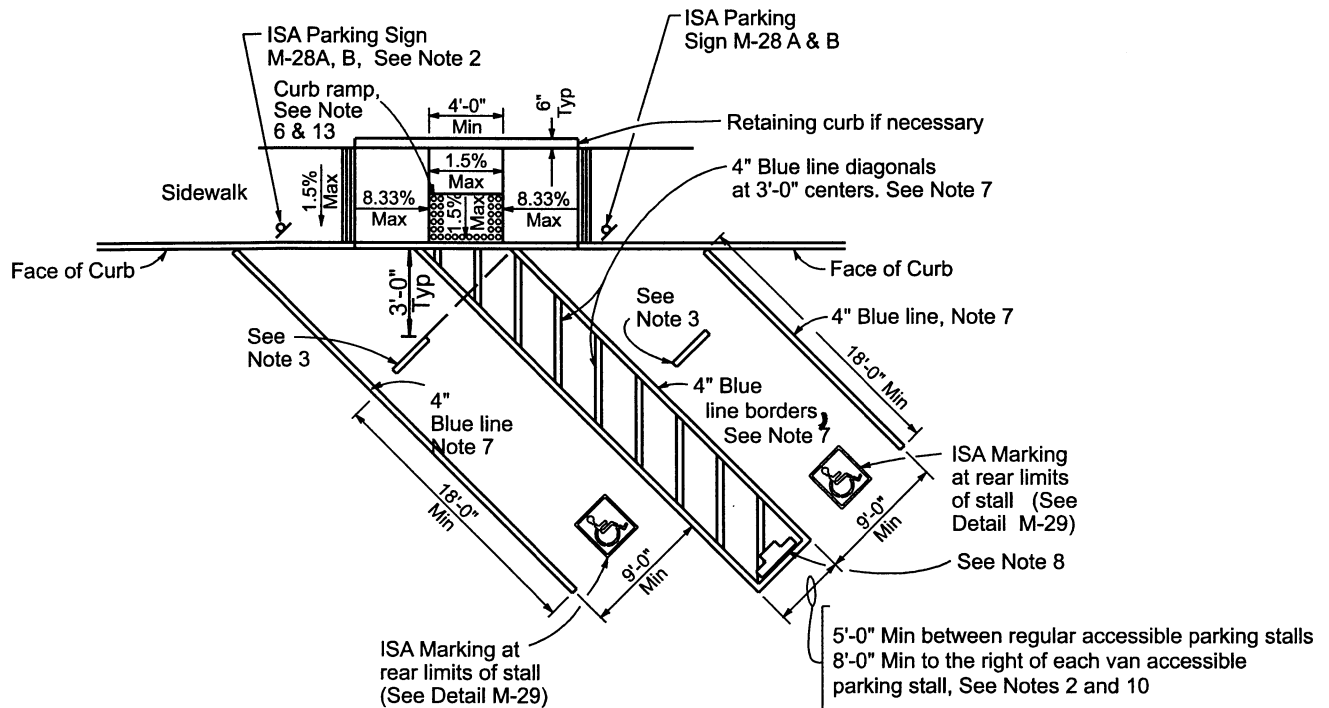 ISA Parking Sign
M-28A, B, See Note 2
ISA Parking
Sign M-28 A & B
Curb ramp,
See Note
6 & 13
4'-0"
Min
6"
Typ
Retaining curb if necessary
4" Blue line diagonals
at 3'-0" centers. See Note 7
Sidewalk
1.5%
Max
8.33%
Max
1.5%
Max
1.5%
Max
8.33%
Max
Face of Curb
Face of Curb
3'-0"
Typ
See
Note 3
See
Note 3
4" Blue line, Note 7
18'-0" Min
4"
Blue line
Note 7
4" Blue
line borders,
See Note 7
18'-0"
Min
9'-0"
Min
9'-0"
Min
ISA Marking
at rear limits
of stall (See
Detail M-29)
See Note 8
ISA Marking at
rear limits of stall
(See Detail M-29)
5'-0" Min between regular accessible parking stalls
8'-0" Min to the right of each van accessible
parking stall, See Notes 2 and 10